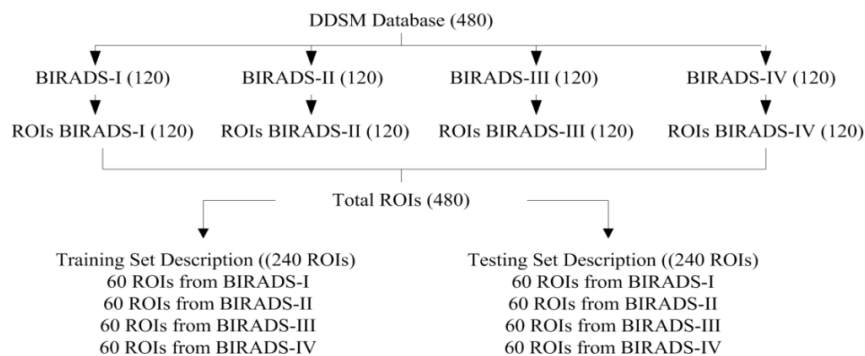 DDSM Database (480)
BIRADS-I (120) BIRADS-II (120) BIRADS-III (120) BIRADS-IV (120)
ROIs BIRADS-I (120) ROIs BIRADS-II (120) ROIs BIRADS-III (120) ROIs BIRADS-IV (120)
Total ROIs (480)
Training Set Description ((240 ROIs)
60 ROIs from BIRADS-I
60 ROIs from BIRADS-II
60 ROIs from BIRADS-III
60 ROIs from BIRADS-IV
Testing Set Description ((240 ROIs)
60 ROIs from BIRADS-I
60 ROIs from BIRADS-II
60 ROIs from BIRADS-III
60 ROIs from BIRADS-IV